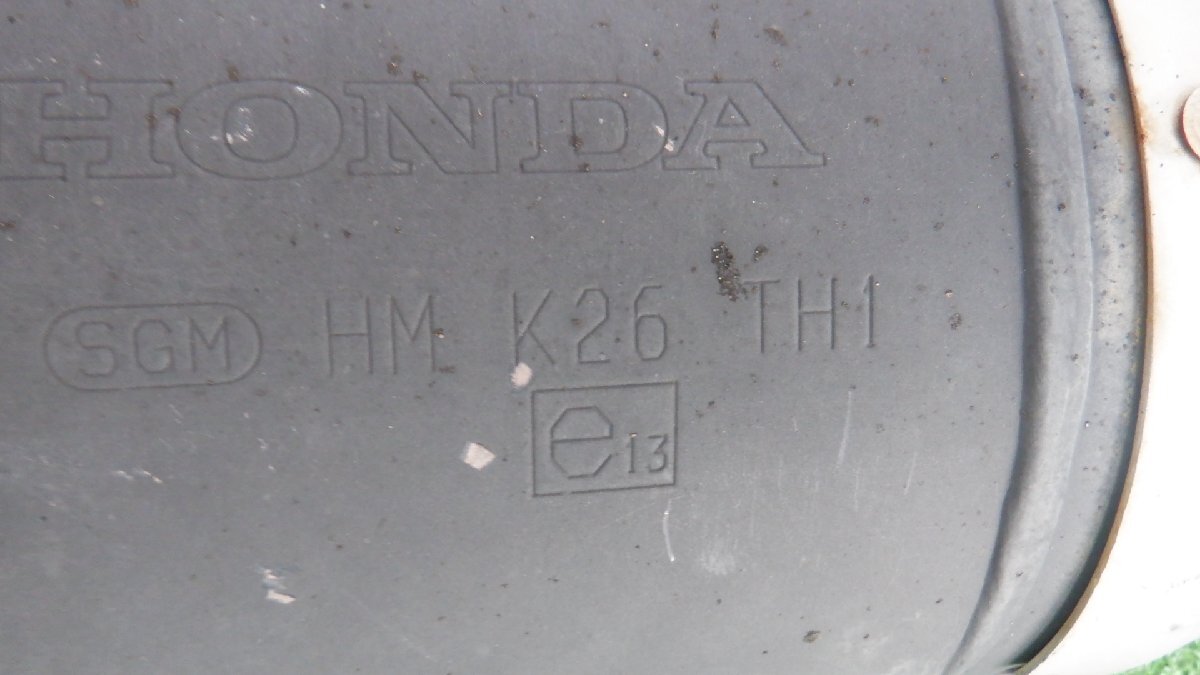 HONDA
SGM HM K26 TH1
e13